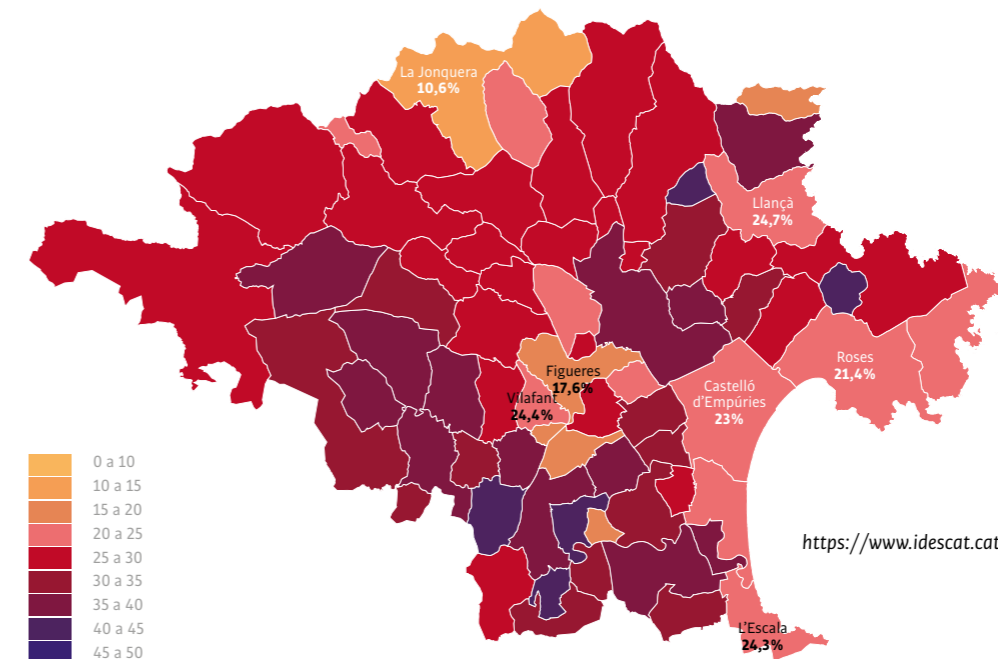 La Jonquera
10,6%
Llançà
24,7%
Roses
21,4%
Figueres
17,6%
Vilafant
24,4%
Castelló
d'Empúries
23%
0 a 10
10 a 15
15 a 20
20 a 25
25 a 30
30 a 35
35 a 40
40 a 45
45 a 50
https://www.idescat.cat
L'Escala
24,3%